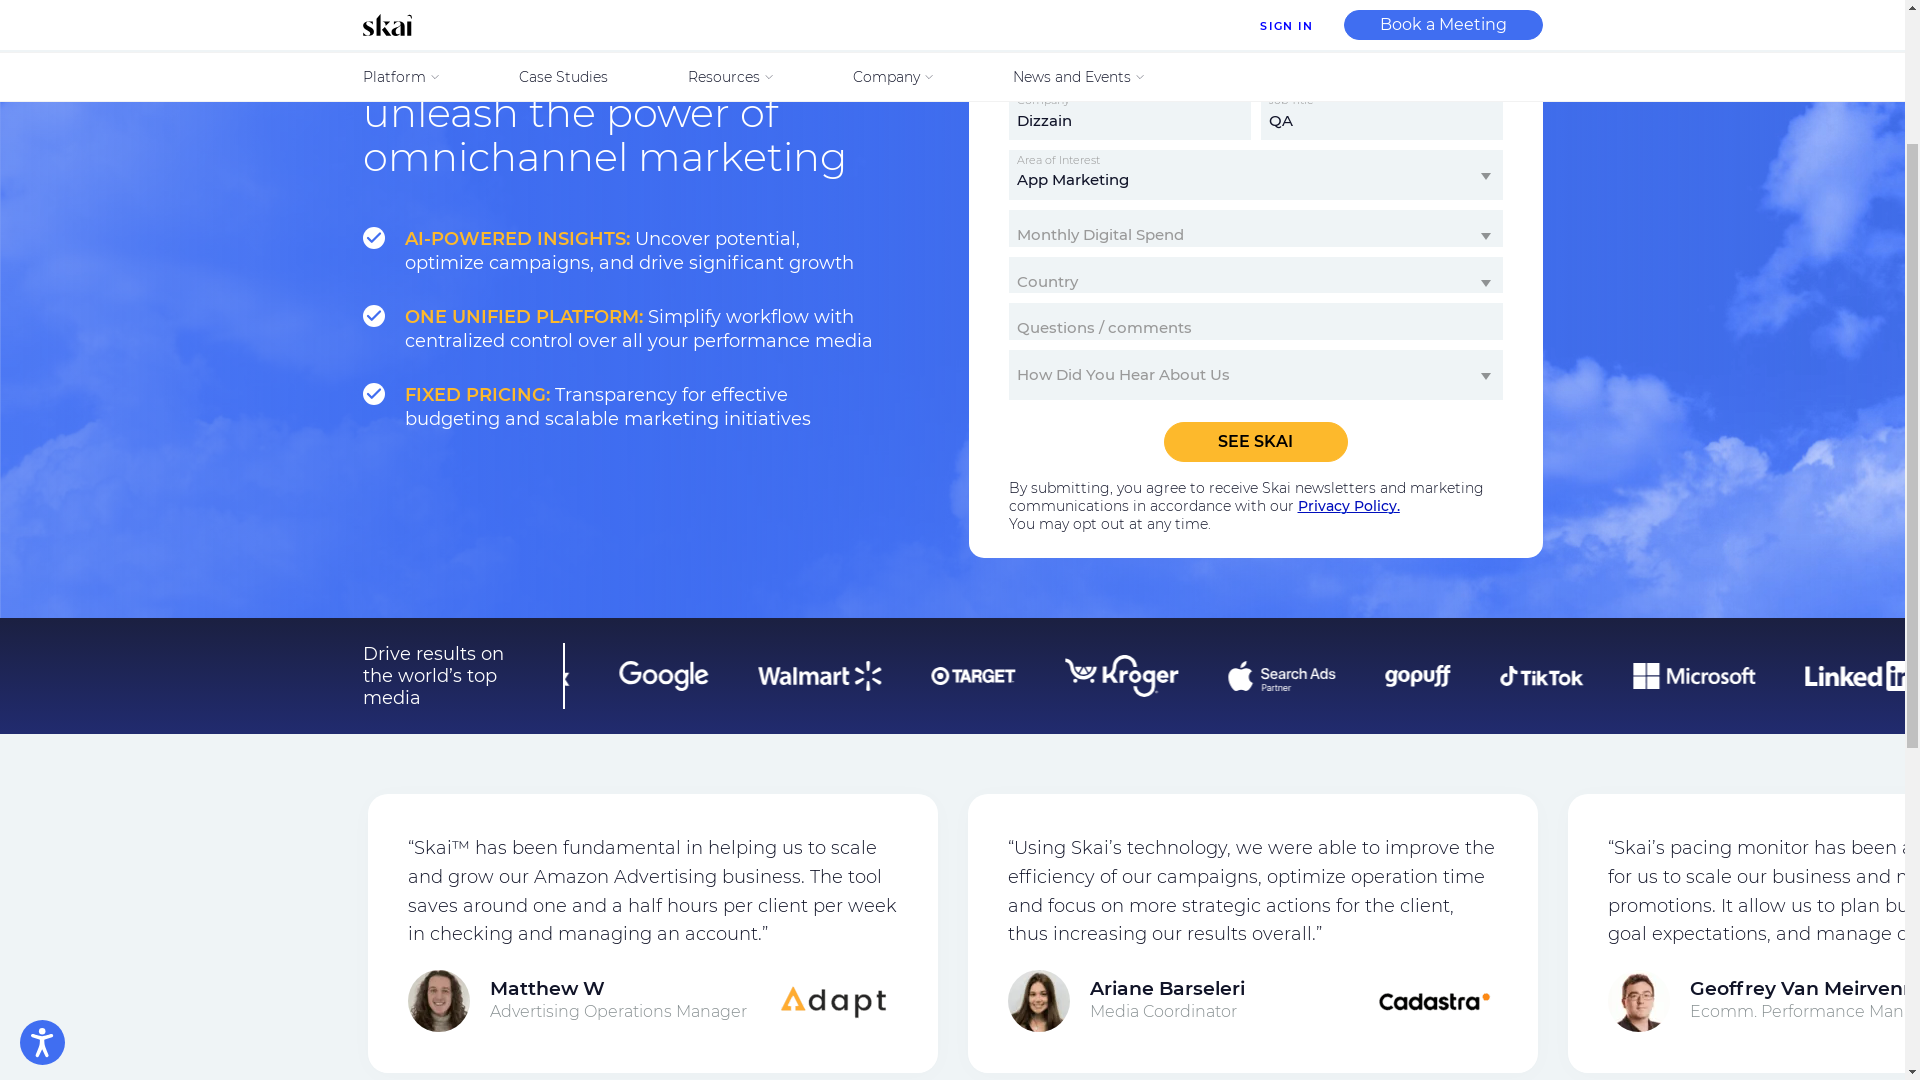 skai
SIGN IN
Book a Meeting
Platform
Case Studies
Resources
Company
News and Events
unleash the power of
omnichannel marketing
AI-POWERED INSIGHTS: Uncover potential,
optimize campaigns, and drive significant growth
ONE UNIFIED PLATFORM: Simplify workflow with
centralized control over all your performance media
FIXED PRICING: Transparency for effective
budgeting and scalable marketing initiatives
Company
Job Title
Dizzain
QA
Area of Interest
App Marketing
Monthly Digital Spend
Country
Questions / comments
How Did You Hear About Us
SEE SKAI
By submitting, you agree to receive Skai newsletters and marketing
communications in accordance with our Privacy Policy.
You may opt out at any time.
Drive results on
the world's top
media
Google
Walmart
TARGET
Kroger
Search Ads
Partner
gopuff
TikTok
Microsoft
Linked in
“Skai™ has been fundamental in helping us to scale
and grow our Amazon Advertising business. The tool
saves around one and a half hours per client per week
in checking and managing an account.”
Matthew W
Advertising Operations Manager
Adapt
“Using Skai’s technology, we were able to improve the
efficiency of our campaigns, optimize operation time
and focus on more strategic actions for the client,
thus increasing our results overall.”
Ariane Barseleri
Media Coordinator
Cadastra
“Skai’s pacing monitor has been
for us to scale our business and
promotions. It allow us to plan
goal expectations, and manage
Geoffrey Van
Ecomm. Performance